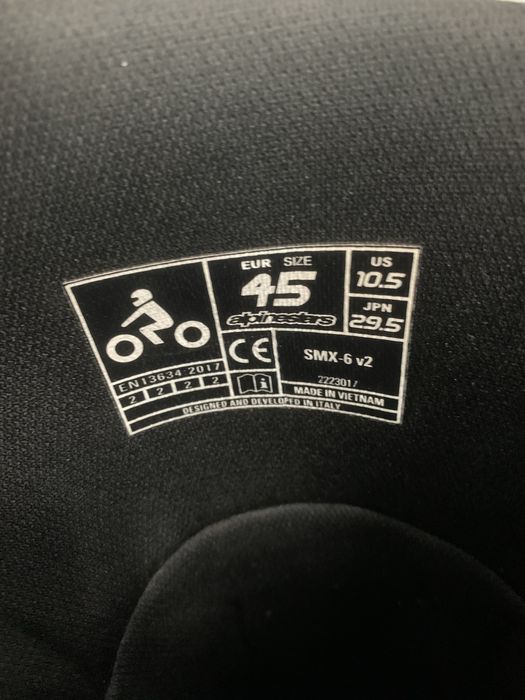 EUR SIZE
45
alpinestars
US
10.5
JPN
29.5
CE
SMX-6 v2
2223017
MADE IN VIETNAM
EN13634:2017
2 2 2 2
i
DESIGNED AND DEVELOPED IN ITALY